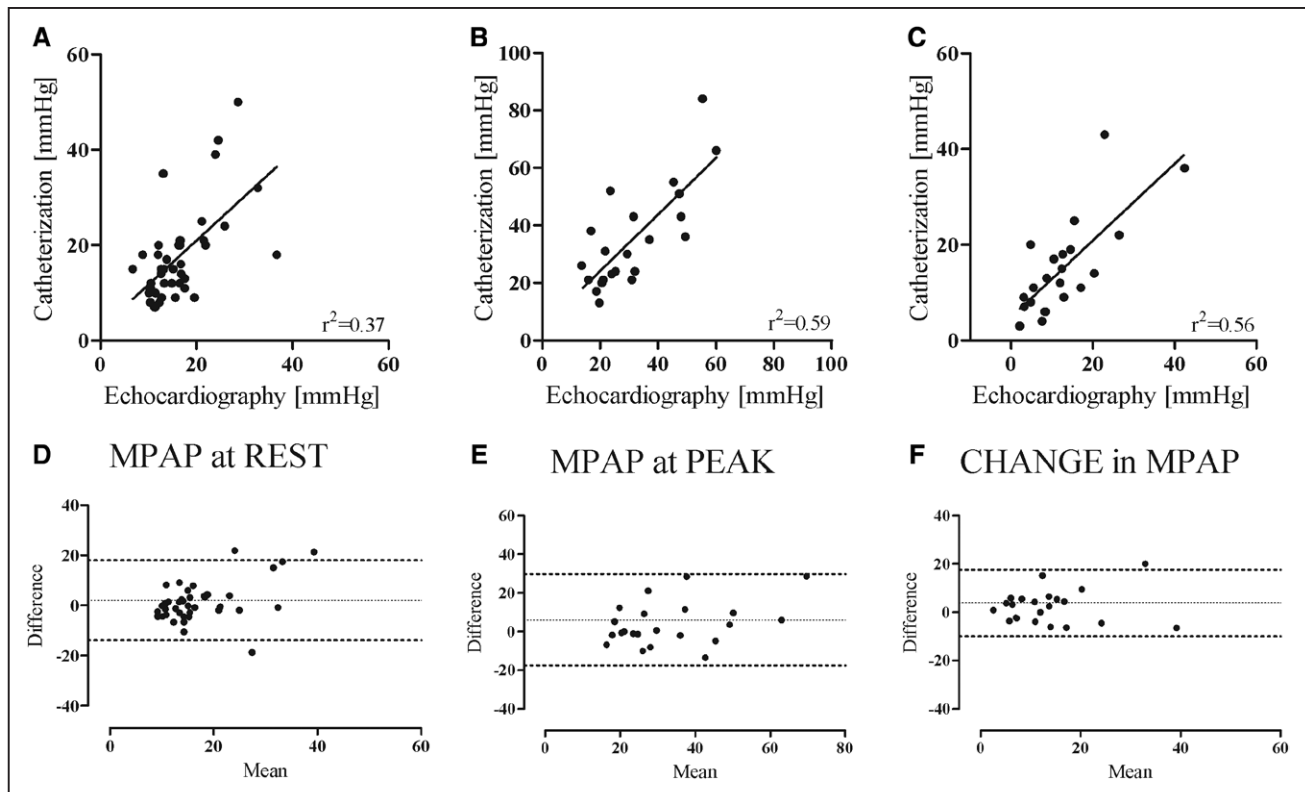 A
B
C
60
40
20
0
Catheterization [mmHg]
r²=0.37
0 20 40 60
Echocardiography [mmHg]
100
80
60
40
20
0
Catheterization [mmHg]
r²=0.59
0 20 40 60 80 100
Echocardiography [mmHg]
60
40
20
0
Catheterization [mmHg]
r²=0.56
0 20 40 60
Echocardiography [mmHg]
D MPAP at REST
40
20
0
-20
-40
Difference
0 20 40 60
Mean
E MPAP at PEAK
60
40
20
0
-20
-40
Difference
0 20 40 60 80
Mean
F CHANGE in MPAP
40
20
0
-20
-40
Difference
0 20 40 60
Mean